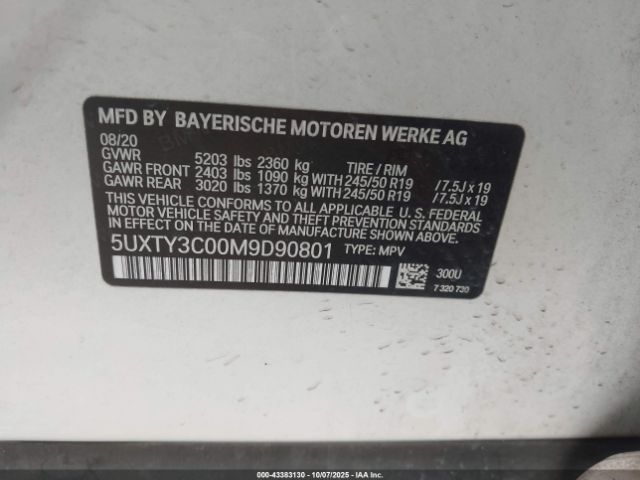 MFD BY BAYERISCHE MOTOREN WERKE AG
08/20
GVWR 5203 lbs 2360 kg TIRE / RIM
GAWR FRONT 2403 lbs 1090 kg WITH 245/50 R19 /7.5J x 19
GAWR REAR 3020 lbs 1370 kg WITH 245/50 R19 /7.5J x 19
THIS VEHICLE CONFORMS TO ALL APPLICABLE U. S. FEDERAL
MOTOR VEHICLE SAFETY AND THEFT PREVENTION STANDARDS
IN EFFECT ON THE DATE OF MANUFACTURE SHOWN ABOVE.
5UXTY3C00M9D90801 TYPE: MPV
300U
7 320 730
000-43383130 - 10/07/2025 - Copyright © IAA, Inc.